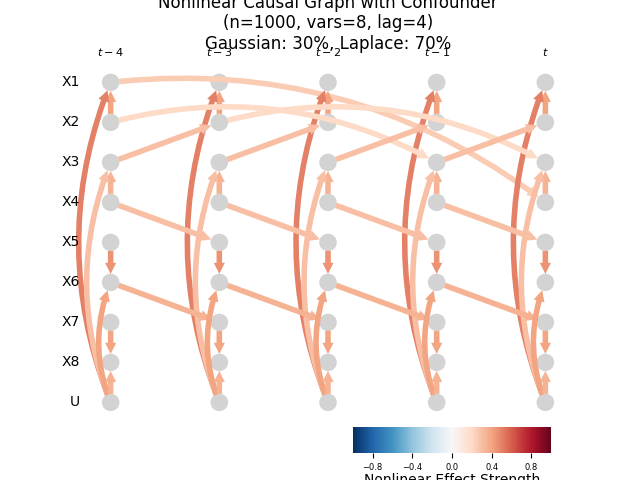 Nonlinear Causal Graph with Confounder
(n=1000, vars=8, lag=4)
Gaussian: 30%, Laplace: 70%
t − 4 t − 3 t − 2 t − 1 t
X1
X2
X3
X4
X5
X6
X7
X8
U
−0.8 −0.4 0.0 0.4 0.8
Nonlinear Effect Strength